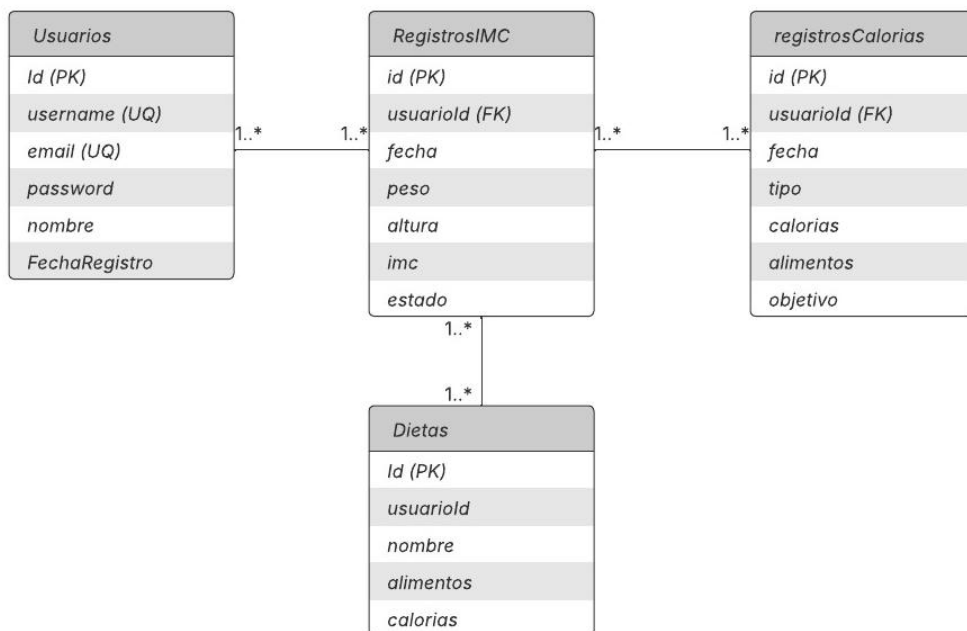 Usuarios
Id (PK)
username (UQ)
email (UQ)
password
nombre
FechaRegistro
1..*
1..*
RegistrosIMC
id (PK)
usuarioId (FK)
fecha
peso
altura
imc
estado
1..*
1..*
registrosCalorias
id (PK)
usuarioId (FK)
fecha
tipo
calorias
alimentos
objetivo
1..*
1..*
Dietas
Id (PK)
usuarioId
nombre
alimentos
calorias